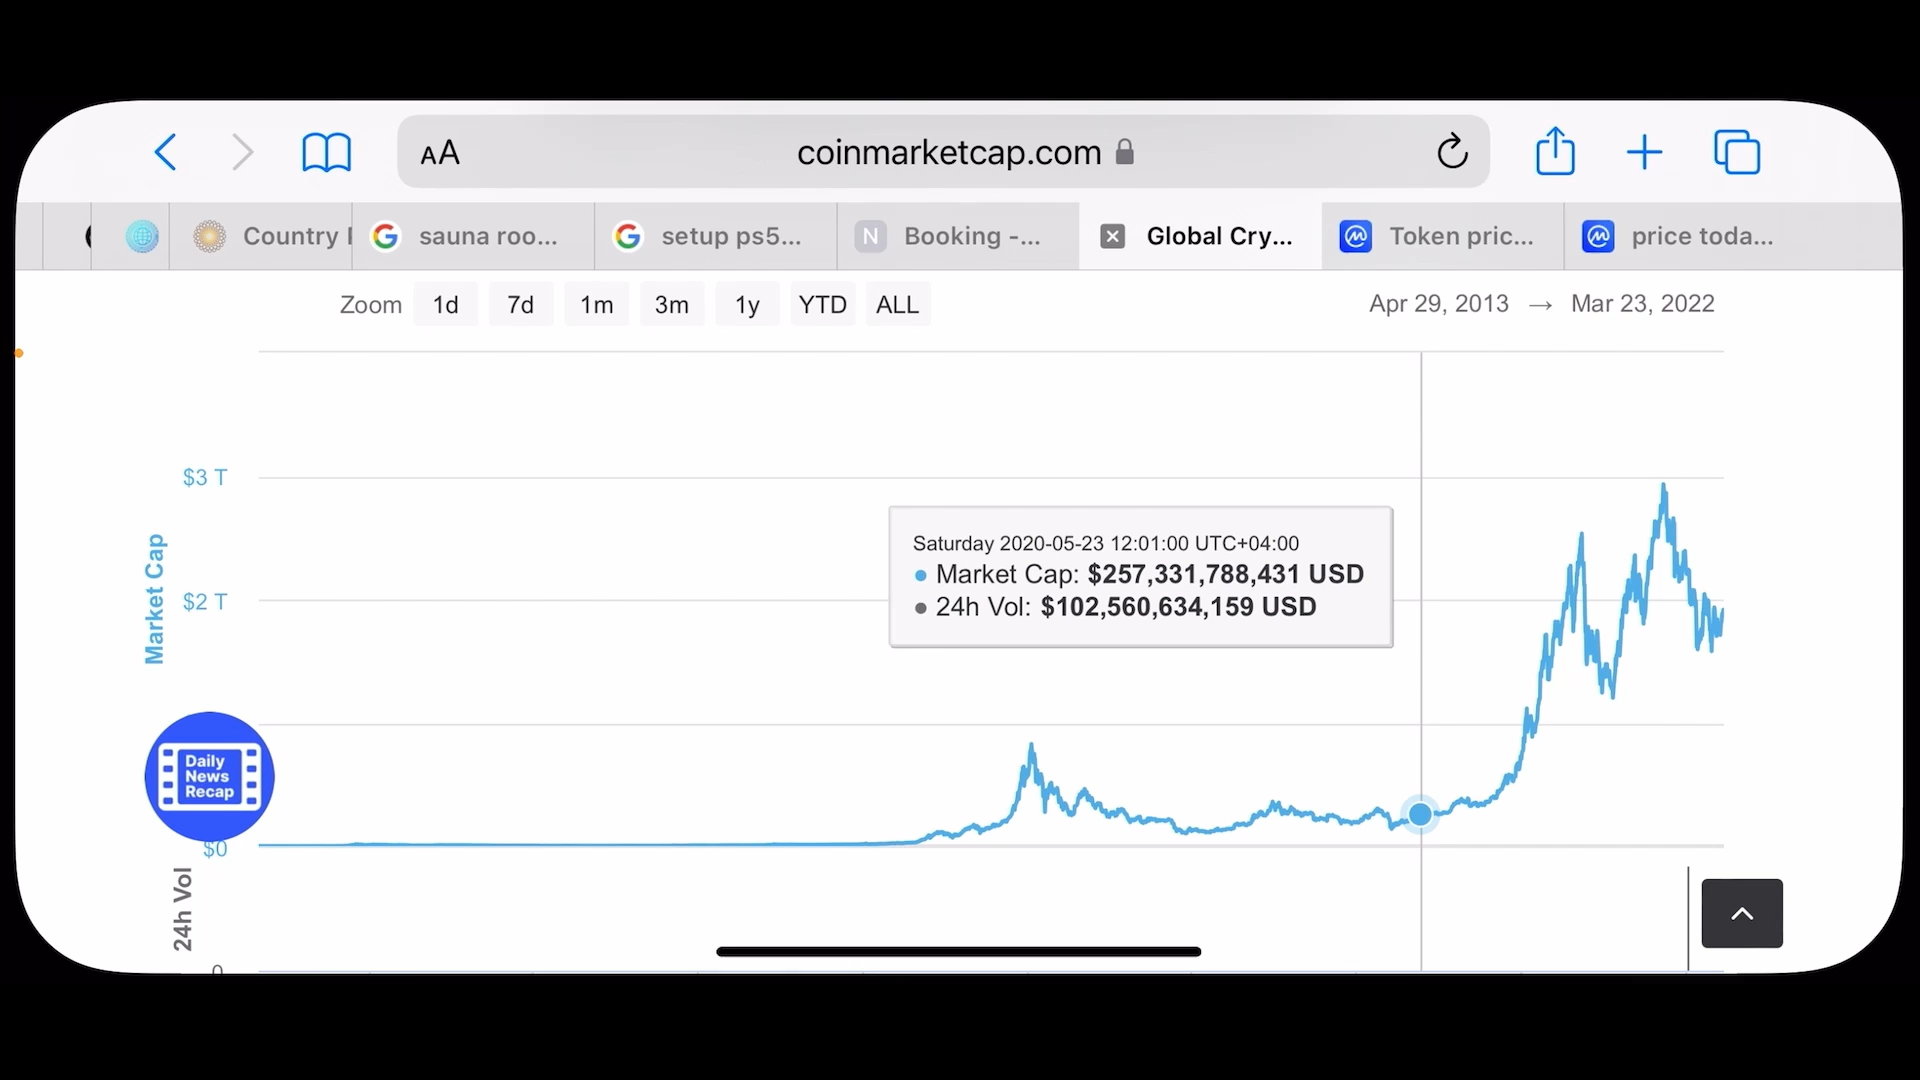 AA
coinmarketcap.com
Country
sauna roo...
setup ps5...
N
Booking -...
Global Cry...
Token pric...
price toda...
Zoom 1d 7d 1m 3m 1y YTD ALL
Apr 29, 2013 → Mar 23, 2022
$3 T
Saturday 2020-05-23 12:01:00 UTC+04:00
Market Cap: $257,331,788,431 USD
24h Vol: $102,560,634,159 USD
Market Cap
$2 T
Daily
News
Recap
$0
24h Vol
0